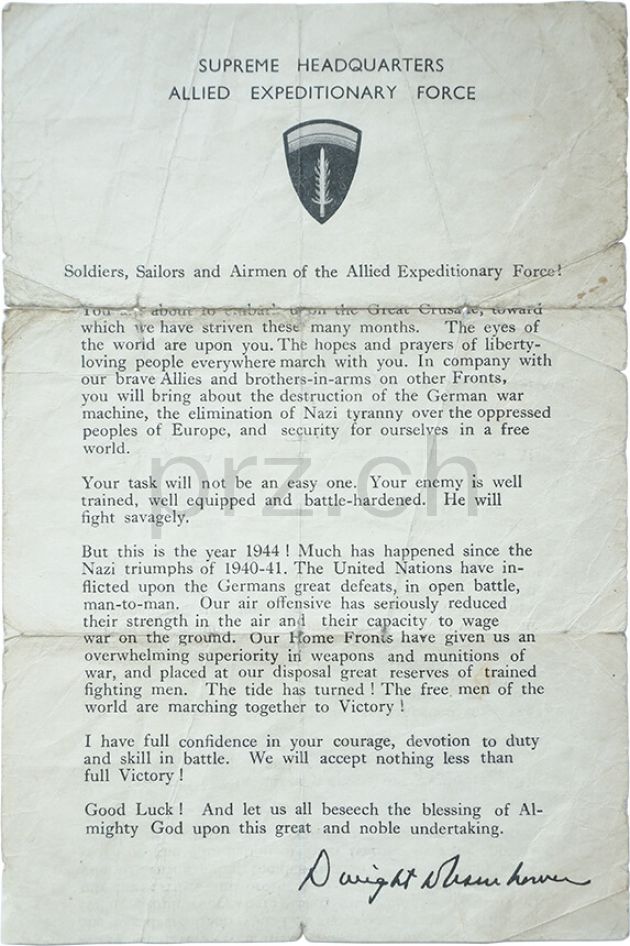 SUPREME HEADQUARTERS
ALLIED EXPEDITIONARY FORCE
Soldiers, Sailors and Airmen of the Allied Expeditionary Force!
You are about to embark upon the Great Crusade, toward
which we have striven these many months. The eyes of
the world are upon you. The hopes and prayers of liberty-
loving people everywhere march with you. In company with
our brave Allies and brothers-in-arms on other Fronts,
you will bring about the destruction of the German war
machine, the elimination of Nazi tyranny over the oppressed
peoples of Europe, and security for ourselves in a free
world.
Your task will not be an easy one. Your enemy is well
trained, well equipped and battle-hardened. He will
fight savagely.
prz.ch
But this is the year 1944 ! Much has happened since the
Nazi triumphs of 1940-41. The United Nations have in-
flicted upon the Germans great defeats, in open battle,
man-to-man. Our air offensive has seriously reduced
their strength in the air and their capacity to wage
war on the ground. Our Home Fronts have given us an
overwhelming superiority in weapons and munitions of
war, and placed at our disposal great reserves of trained
fighting men. The tide has turned ! The free men of the
world are marching together to Victory !
I have full confidence in your courage, devotion to duty
and skill in battle. We will accept nothing less than
full Victory !
Good Luck ! And let us all beseech the blessing of Al-
mighty God upon this great and noble undertaking.
Dwight D Eisenhower